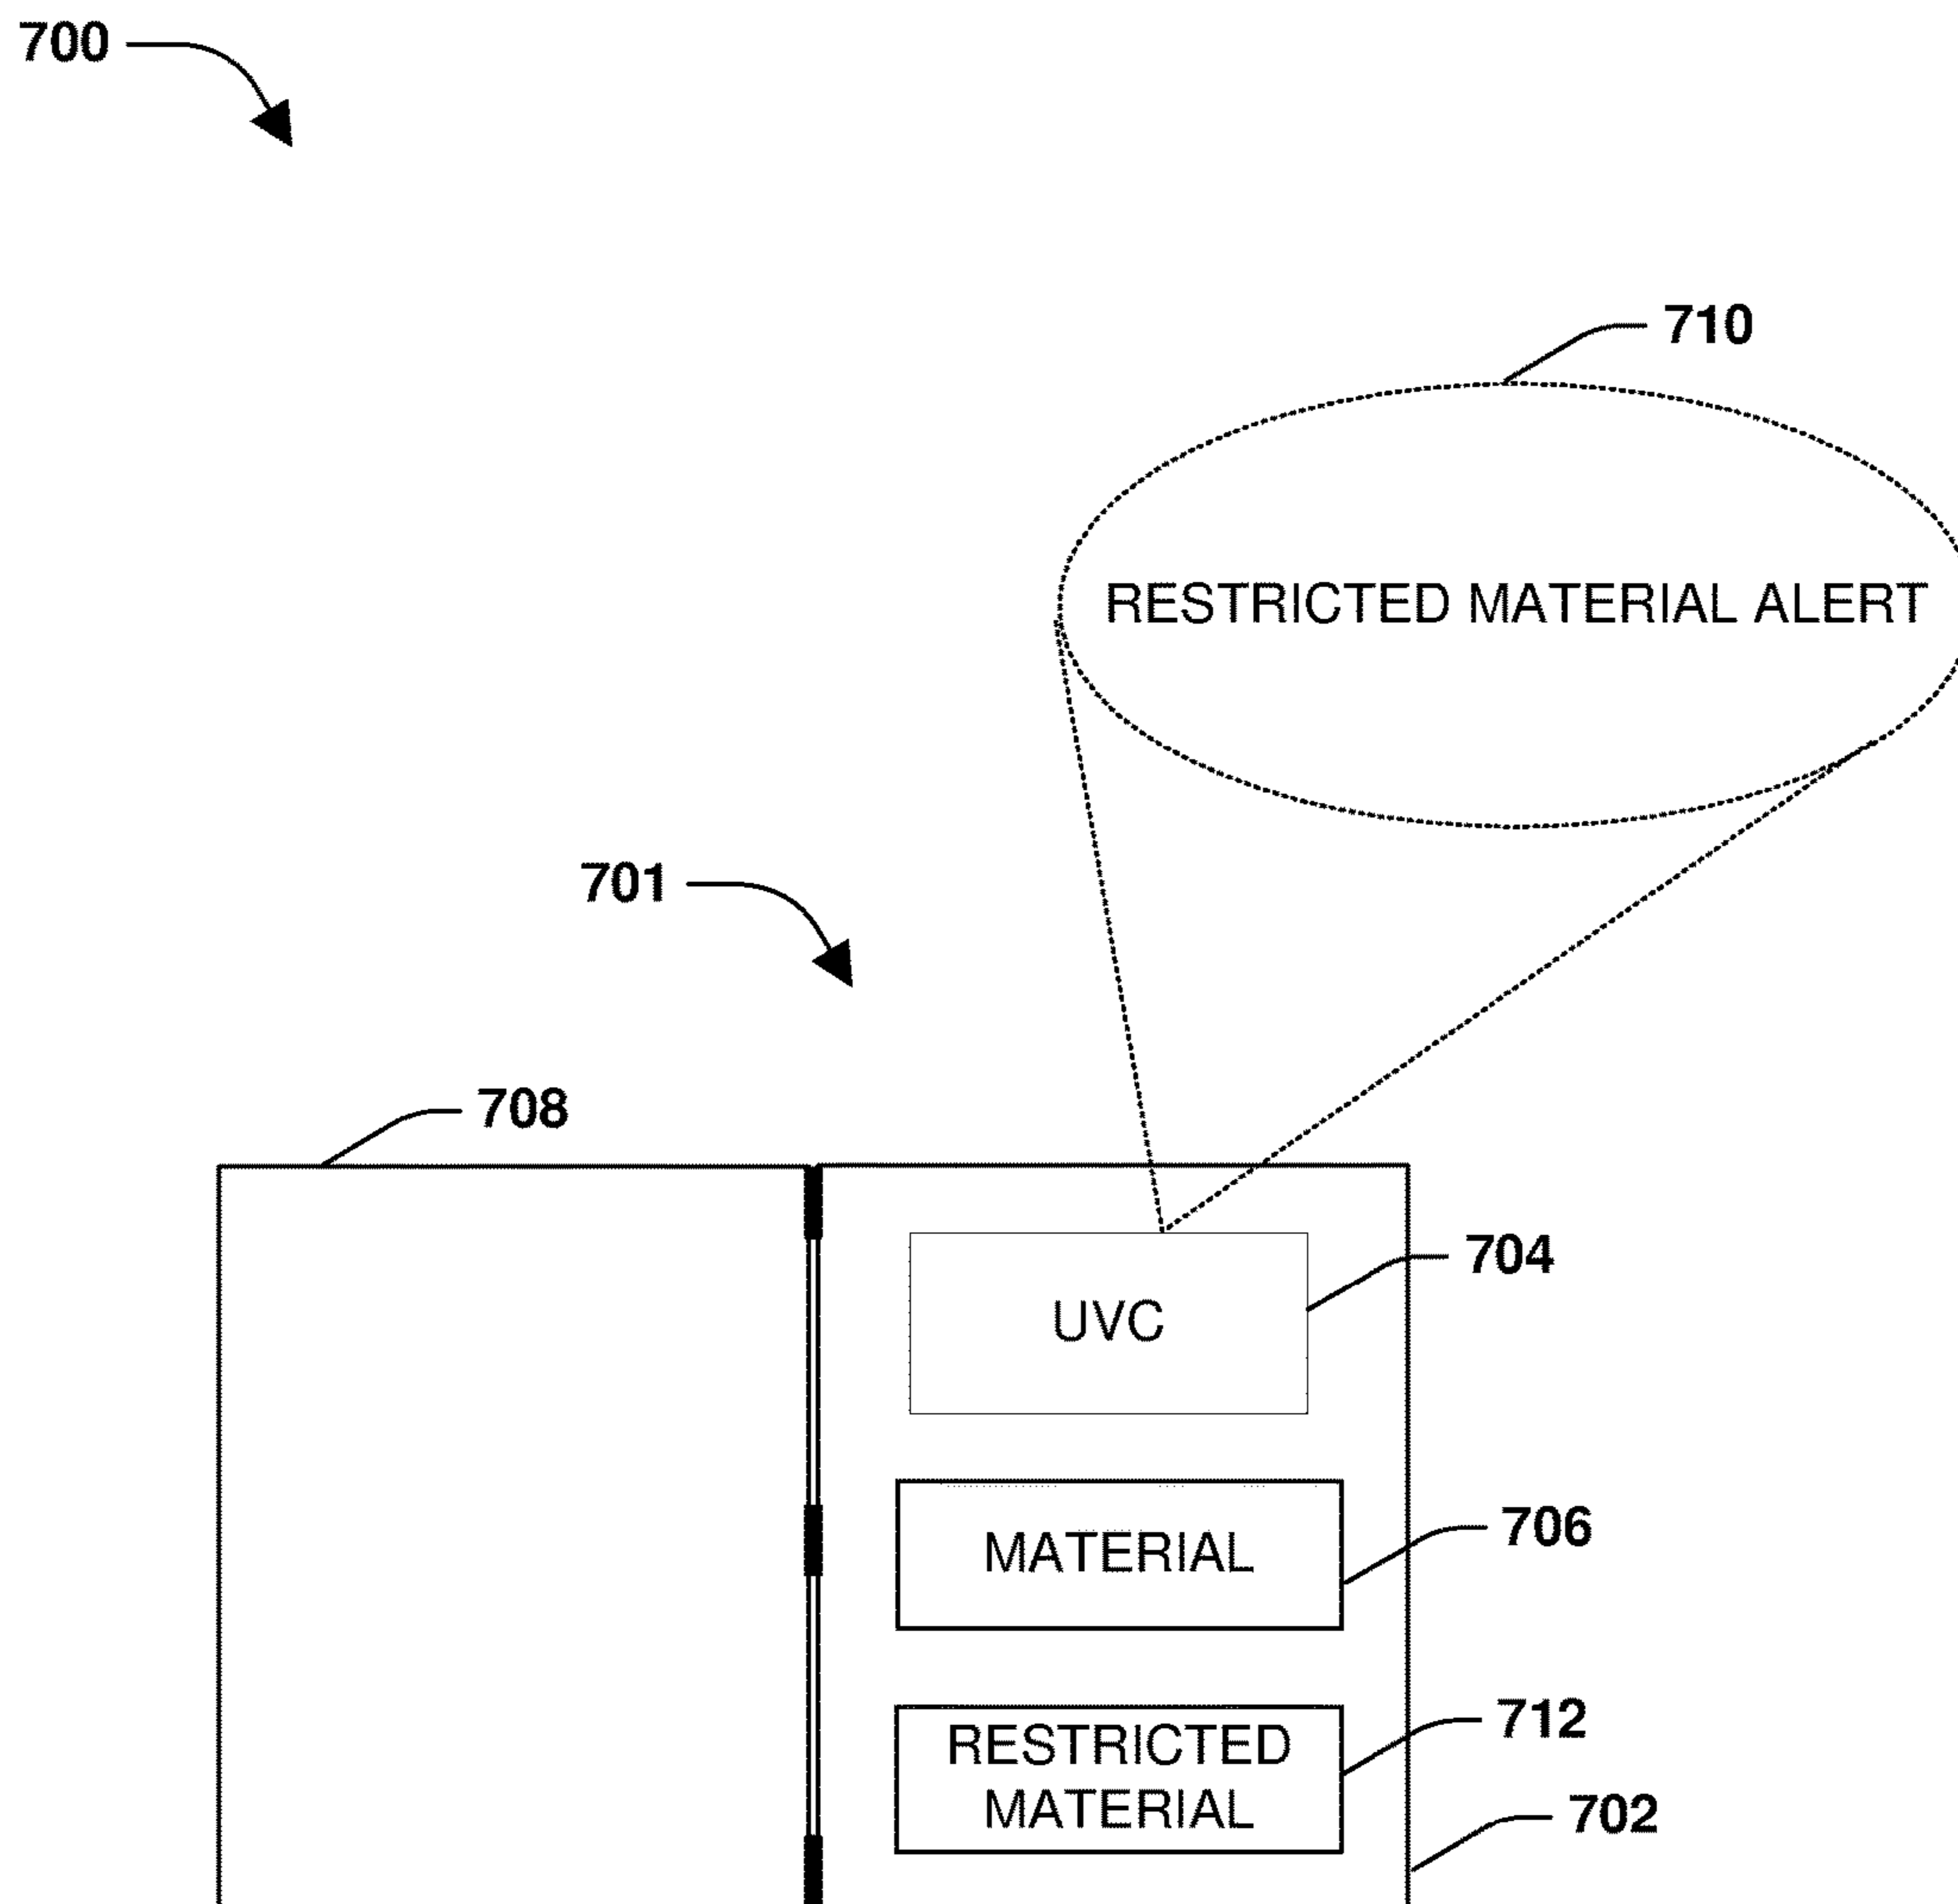 700
710
RESTRICTED MATERIAL ALERT
701
708
704
UVC
706
MATERIAL
712
RESTRICTED
MATERIAL
702